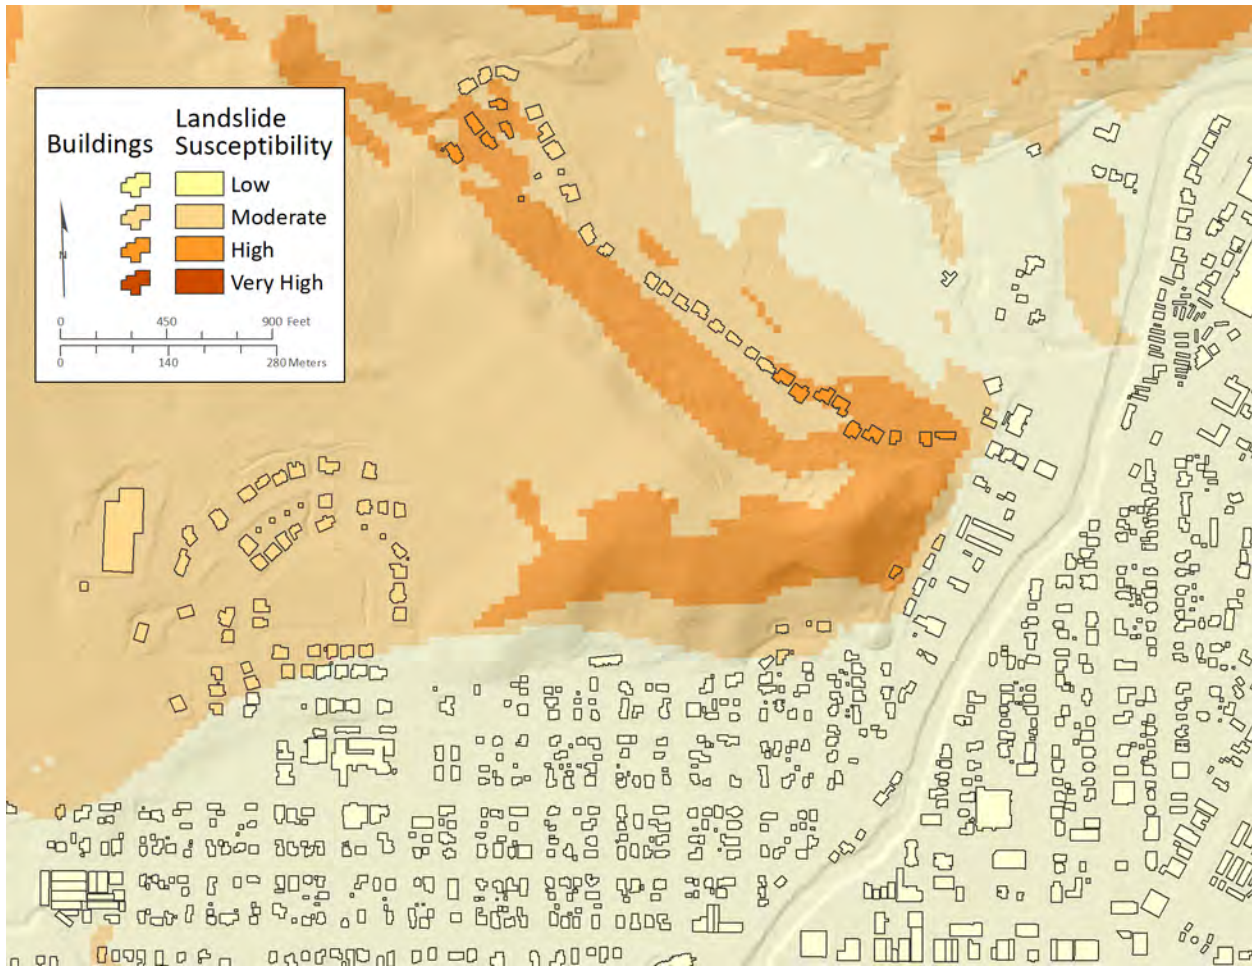 Buildings
Landslide
Susceptibility
Low
Moderate
High
Very High
N
0 450 900 Feet
0 140 280 Meters